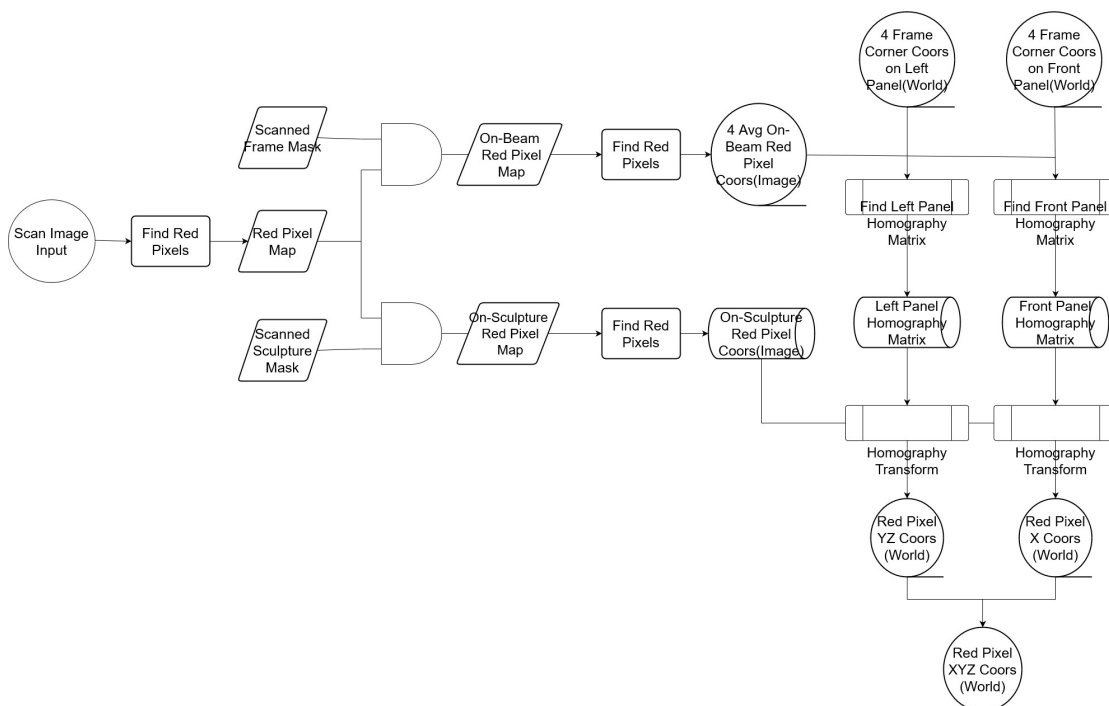 4 Frame
Corner Coors
on Left
Panel(World)
4 Frame
Corner Coors
on Front
Panel(World)
Scanned
Frame Mask
On-Beam
Red Pixel
Map
Find Red
Pixels
4 Avg On-
Beam Red
Pixel
Coors(Image)
Find Left Panel
Homography
Matrix
Find Front Panel
Homography
Matrix
Scan Image
Input
Find Red
Pixels
Red Pixel
Map
Scanned
Sculpture
Mask
On-Sculpture
Red Pixel
Map
Find Red
Pixels
On-Sculpture
Red Pixel
Coors(Image)
Left Panel
Homography
Matrix
Front Panel
Homography
Matrix
Homography
Transform
Homography
Transform
Red Pixel
YZ Coors
(World)
Red Pixel
X Coors
(World)
Red Pixel
XYZ Coors
(World)